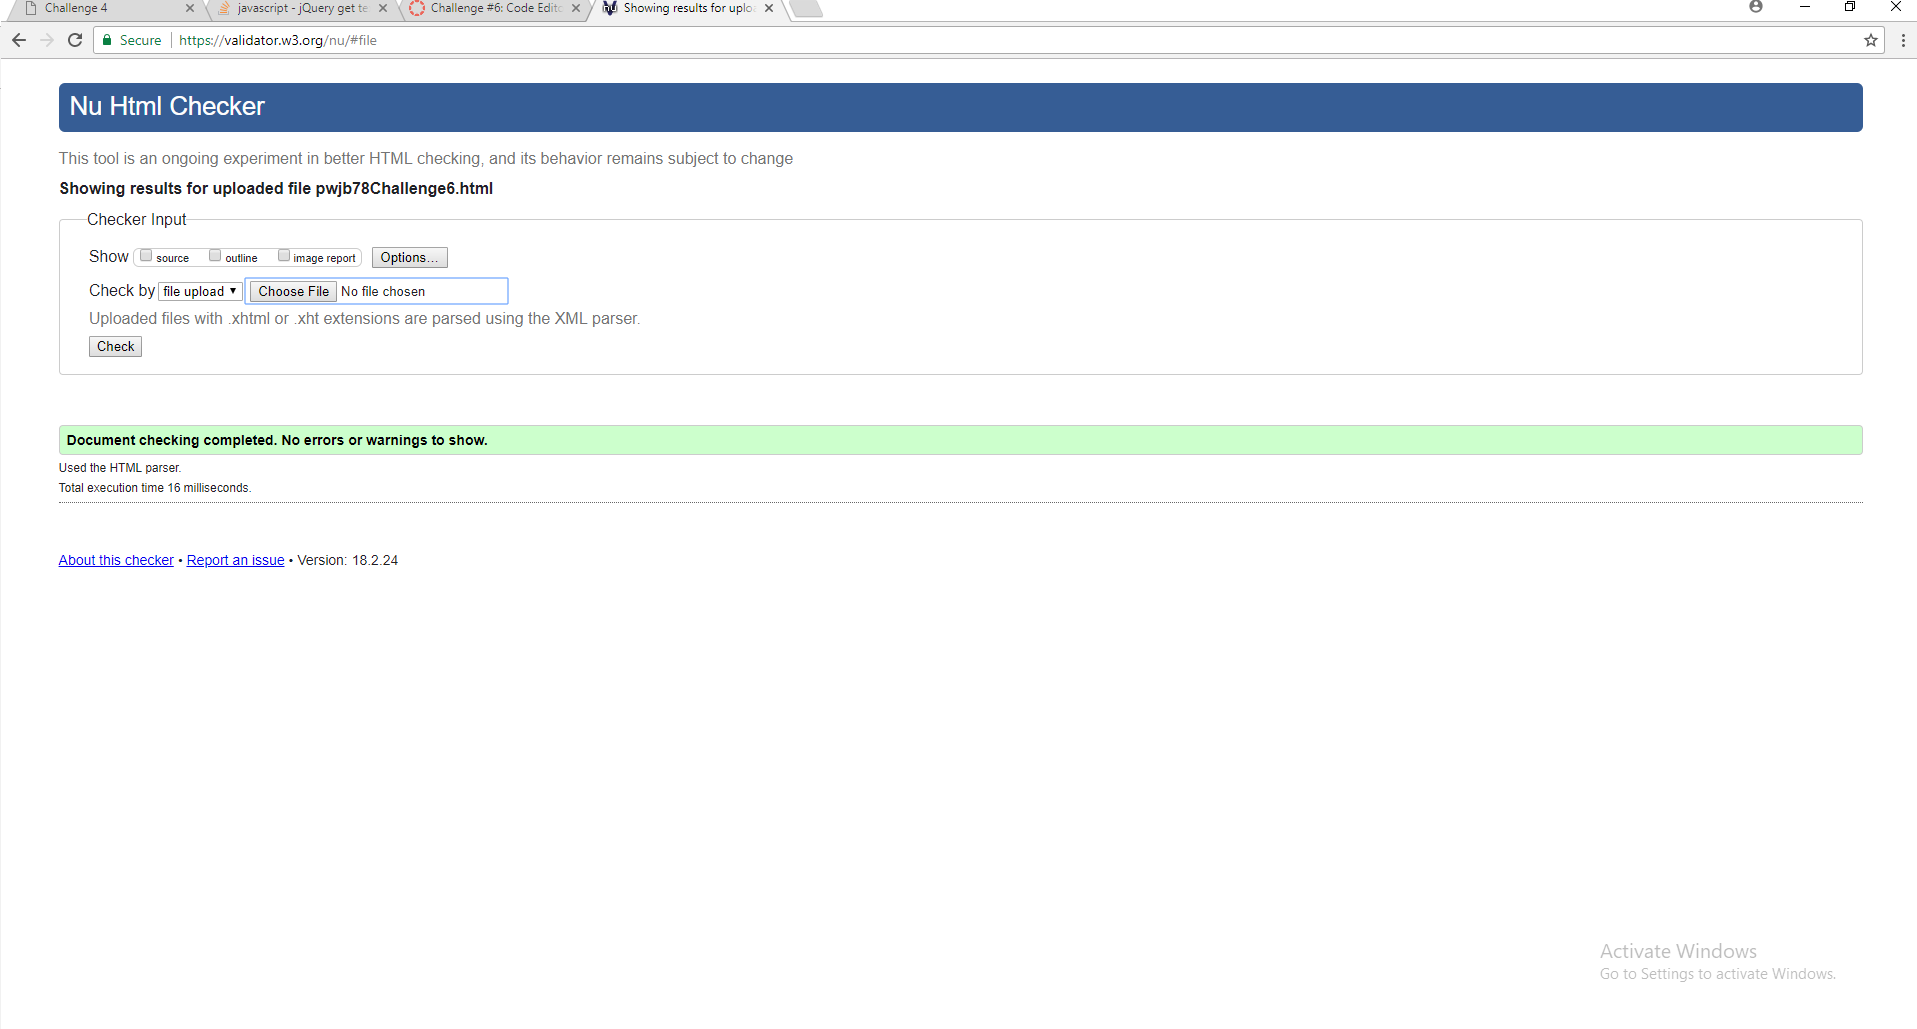 Challenge 4
javascript - jQuery get te
Challenge #6: Code Edito
Showing results for uplo
Secure
https://validator.w3.org/nu/#file
Nu Html Checker
This tool is an ongoing experiment in better HTML checking, and its behavior remains subject to change
Showing results for uploaded file pwjb78Challenge6.html
Checker Input
Show source outline image report Options...
Check by file upload Choose File No file chosen
Uploaded files with .xhtml or .xht extensions are parsed using the XML parser.
Check
Document checking completed. No errors or warnings to show.
Used the HTML parser.
Total execution time 16 milliseconds.
About this checker • Report an issue • Version: 18.2.24
Activate Windows
Go to Settings to activate Windows.